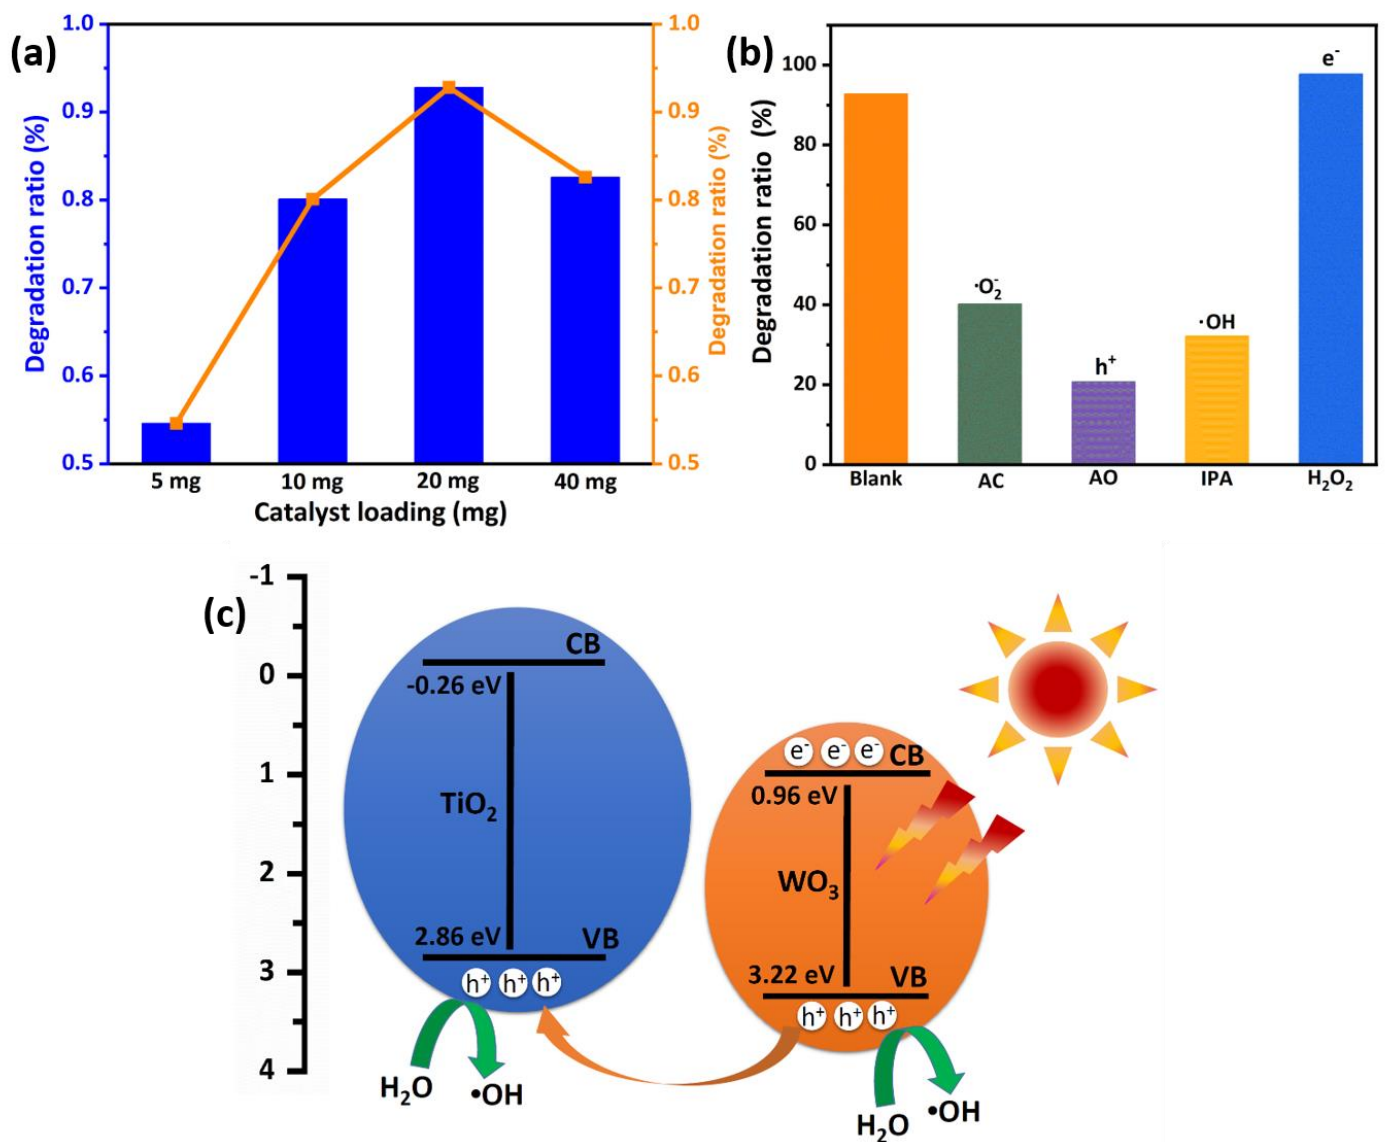 (a)
1.0
0.9
0.8
0.7
0.6
0.5
Degradation ratio (%)
1.0
0.9
0.8
0.7
0.6
0.5
Degradation ratio (%)
5 mg 10 mg 20 mg 40 mg
Catalyst loading (mg)
(b)
100
80
60
40
20
0
Degradation ratio (%)
·O₂⁻
h⁺
·OH
e⁻
Blank AC AO IPA H₂O₂
(c)
-1
0
1
2
3
4
CB
-0.26 eV
TiO₂
2.86 eV VB
h⁺ h⁺ h⁺
H₂O •OH
e⁻ e⁻ e⁻ CB
0.96 eV
WO₃
3.22 eV VB
h⁺ h⁺ h⁺
H₂O •OH